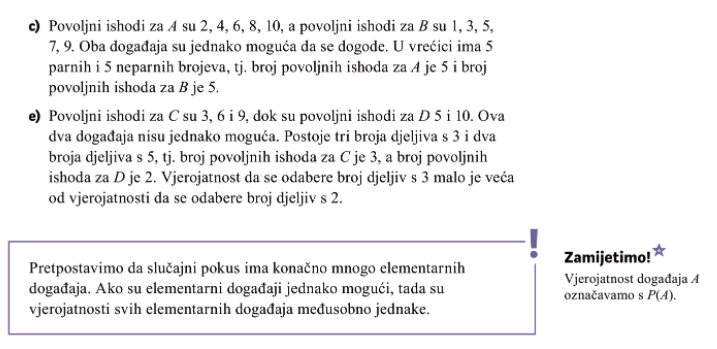 c) Povoljni ishodi za A su 2, 4, 6, 8, 10, a povoljni ishodi za B su 1, 3, 5,
7, 9. Oba događaja su jednako moguća da se dogode. U vrećici ima 5
parnih i 5 neparnih brojeva, tj. broj povoljnih ishoda za A je 5 i broj
povoljnih ishoda za B je 5.
e) Povoljni ishodi za C su 3, 6 i 9, dok su povoljni ishodi za D 5 i 10. Ova
dva događaja nisu jednako moguća. Postoje tri broja djeljiva s 3 i dva
broja djeljiva s 5, tj. broj povoljnih ishoda za C je 3, a broj povoljnih
ishoda za D je 2. Vjerojatnost da se odabere broj djeljiv s 3 malo je veća
od vjerojatnosti da se odabere broj djeljiv s 2.
!
Pretpostavimo da slučajni pokus ima konačno mnogo elementarnih
događaja. Ako su elementarni događaji jednako mogući, tada su
vjerojatnosti svih elementarnih događaja međusobno jednake.
Zamijetimo!
Vjerojatnost događaja A
označavamo s P(A).